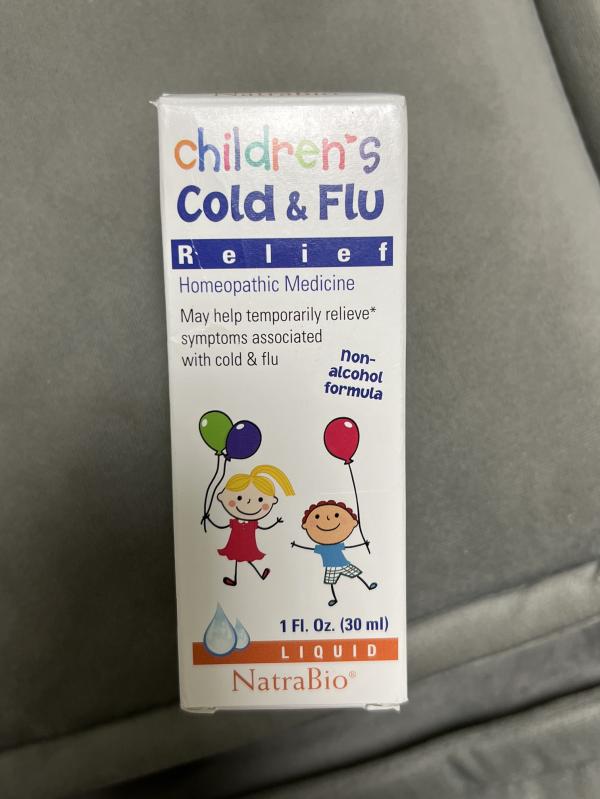 NatraBio
children's
Cold & Flu
Relief
Homeopathic Medicine
May help temporarily relieve*
symptoms associated
with cold & flu
Non-
alcohol
formula
1 Fl. Oz. (30 ml)
LIQUID
NatraBio®